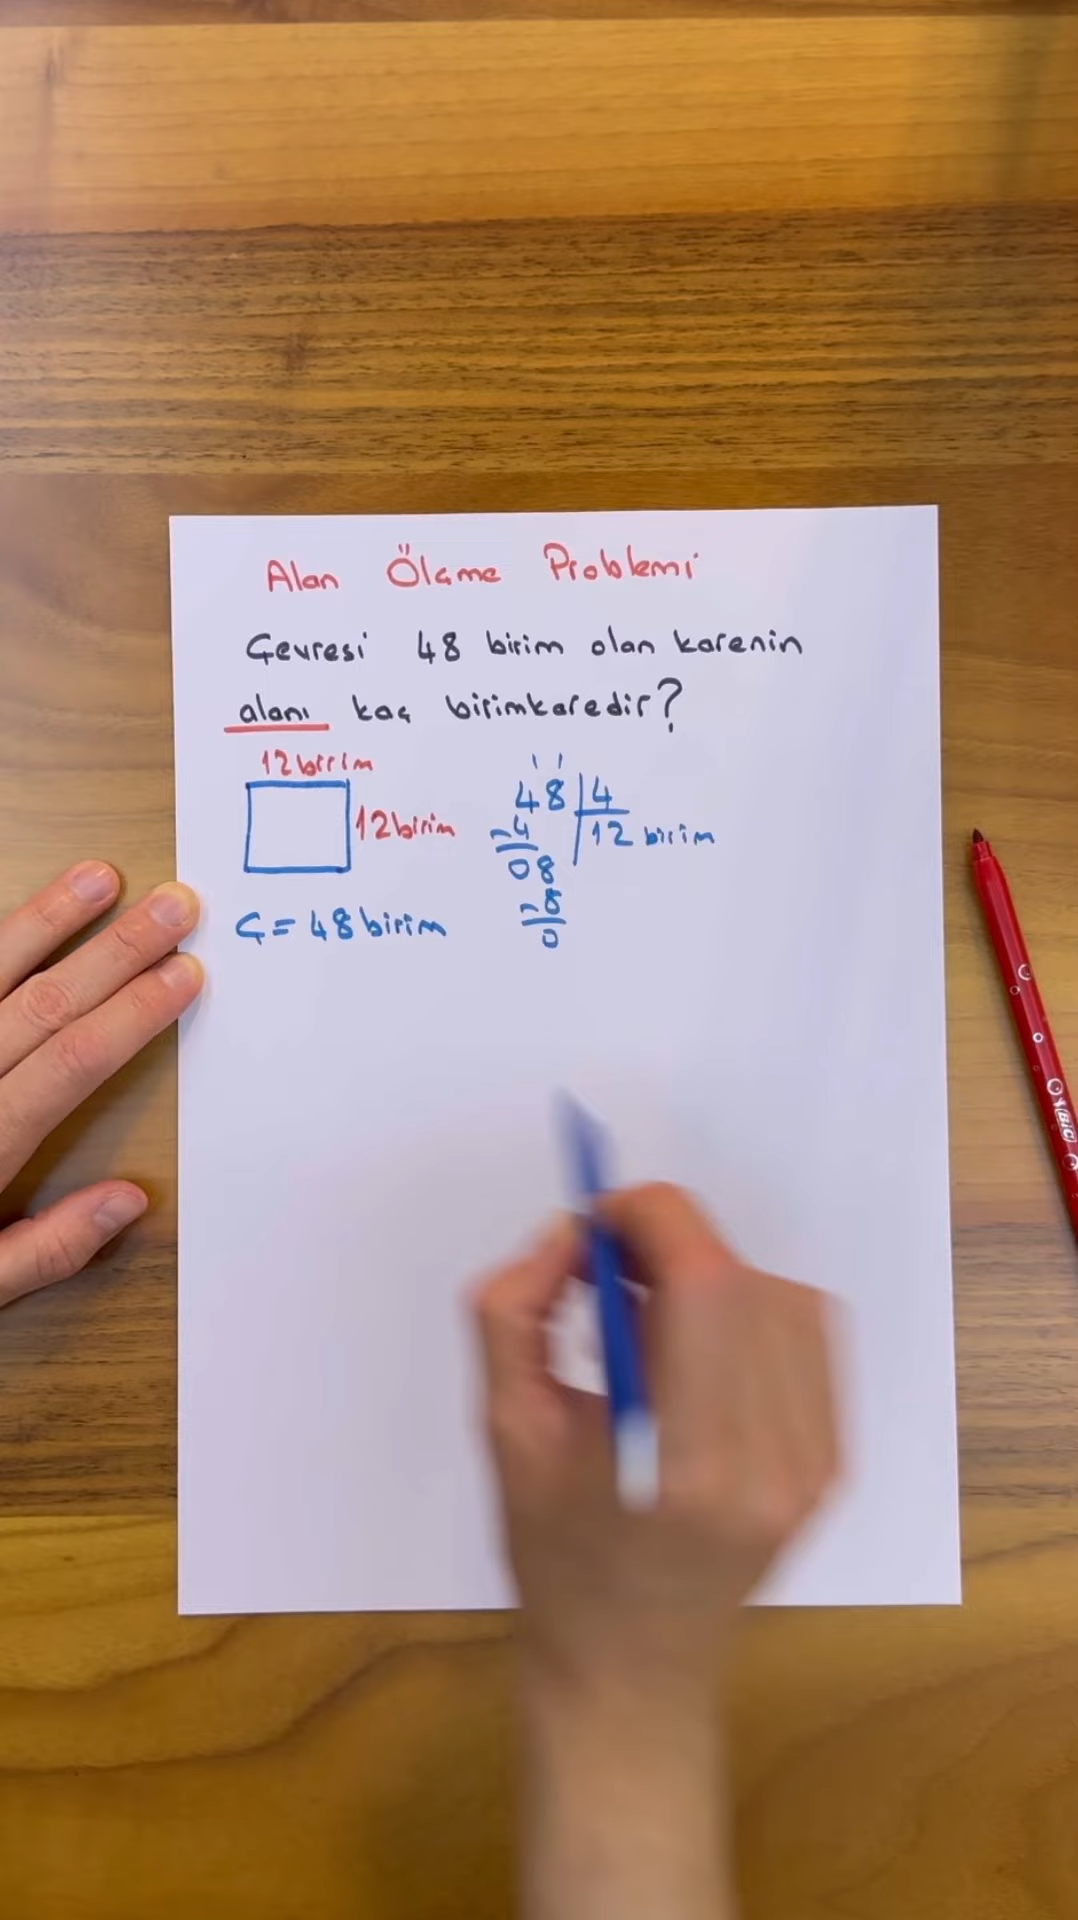 Alan Ölçme Problemi
Çevresi 48 birim olan karenin
alanı kaç birimkaredir?
12 birim
12 birim
Ç = 48 birim
48 | 4
-4 | 12 birim
08
-8
0
BIC